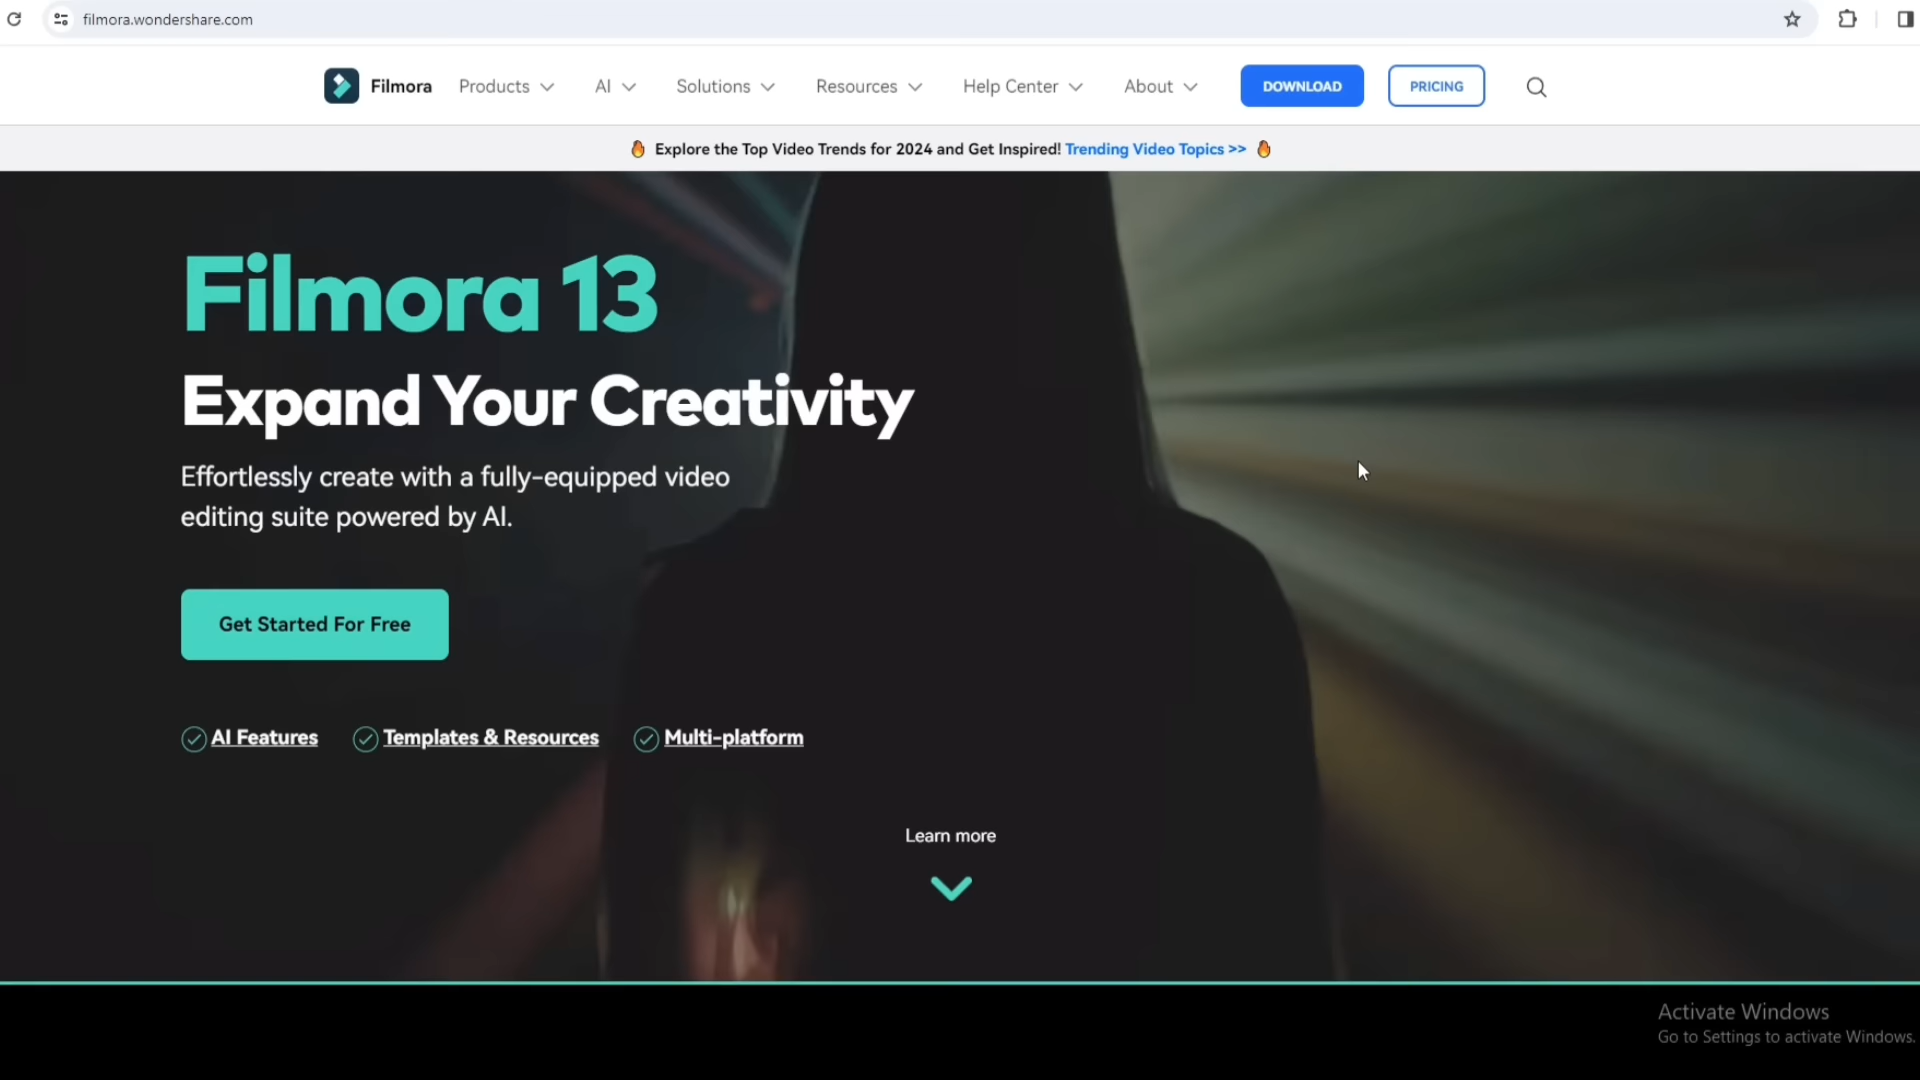 filmora.wondershare.com
Filmora Products AI Solutions Resources Help Center About DOWNLOAD PRICING
🔥 Explore the Top Video Trends for 2024 and Get Inspired! Trending Video Topics >> 🔥
Filmora 13
Expand Your Creativity
Effortlessly create with a fully-equipped video
editing suite powered by AI.
Get Started For Free
AI Features Templates & Resources Multi-platform
Learn more
Activate Windows
Go to Settings to activate Windows.